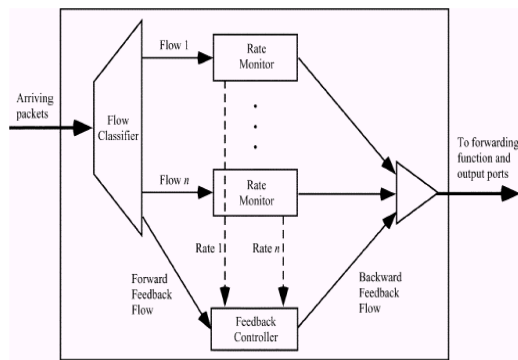 Flow 1
Rate
Monitor
Arriving
packets
Flow
Classifier
To forwarding
function and
output ports
Flow n
Rate
Monitor
Rate 1
Rate n
Forward
Feedback
Flow
Backward
Feedback
Flow
Feedback
Controller